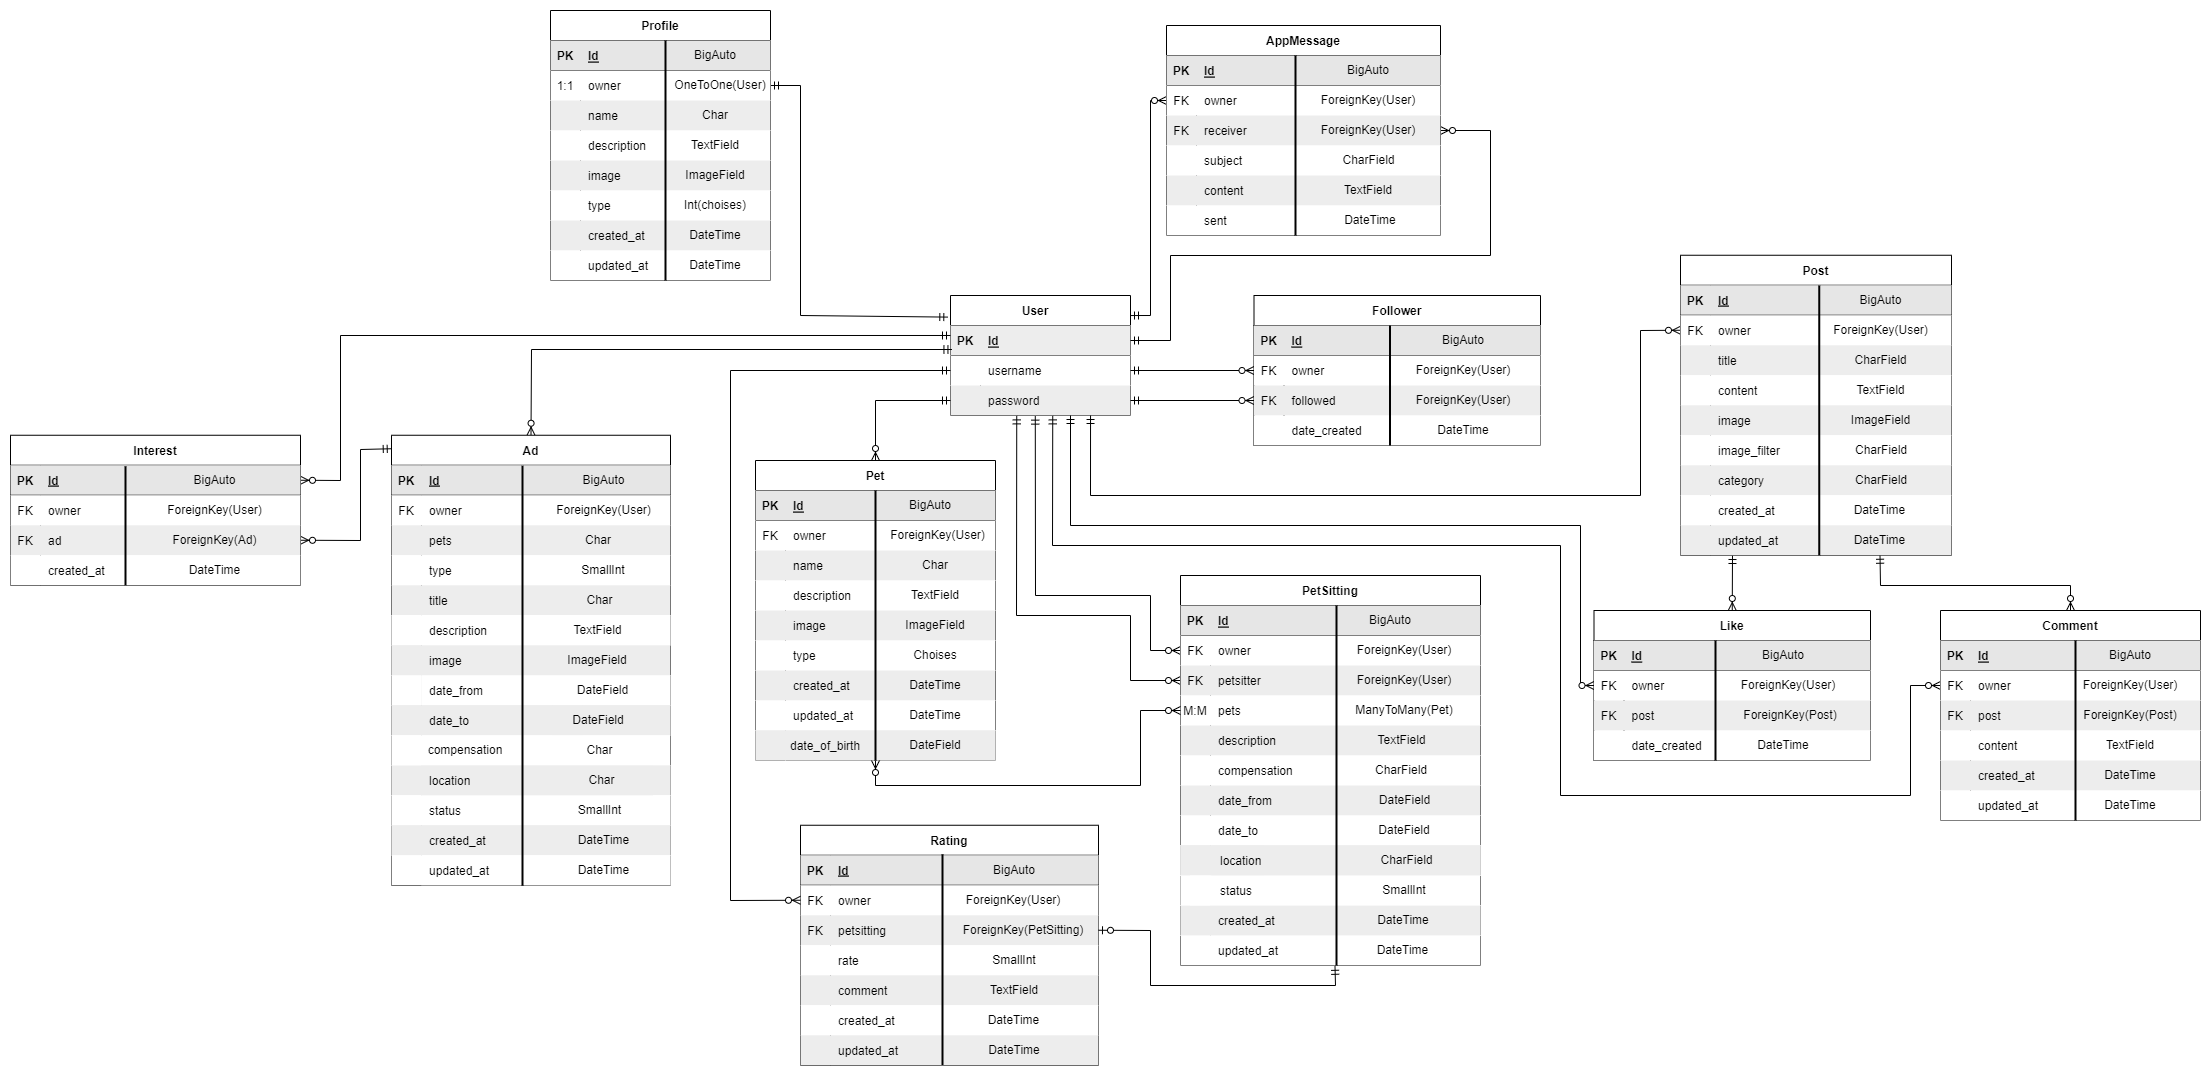 Profile
PK Id BigAuto
1:1 owner OneToOne(User)
name Char
description TextField
image ImageField
type Int(choises)
created_at DateTime
updated_at DateTime
AppMessage
PK Id BigAuto
FK owner ForeignKey(User)
FK receiver ForeignKey(User)
subject CharField
content TextField
sent DateTime
User
PK Id
username
password
Follower
PK Id BigAuto
FK owner ForeignKey(User)
FK followed ForeignKey(User)
date_created DateTime
Post
PK Id BigAuto
FK owner ForeignKey(User)
title CharField
content TextField
image ImageField
image_filter CharField
category CharField
created_at DateTime
updated_at DateTime
Interest
PK Id BigAuto
FK owner ForeignKey(User)
FK ad ForeignKey(Ad)
created_at DateTime
Ad
PK Id BigAuto
FK owner ForeignKey(User)
pets Char
type SmallInt
title Char
description TextField
image ImageField
date_from DateField
date_to DateField
compensation Char
location Char
status SmallInt
created_at DateTime
updated_at DateTime
Pet
PK Id BigAuto
FK owner ForeignKey(User)
name Char
description TextField
image ImageField
type Choises
created_at DateTime
updated_at DateTime
date_of_birth DateField
PetSitting
PK Id BigAuto
FK owner ForeignKey(User)
FK petsitter ForeignKey(User)
M:M pets ManyToMany(Pet)
description TextField
compensation CharField
date_from DateField
date_to DateField
location CharField
status SmallInt
created_at DateTime
updated_at DateTime
Like
PK Id BigAuto
FK owner ForeignKey(User)
FK post ForeignKey(Post)
date_created DateTime
Comment
PK Id BigAuto
FK owner ForeignKey(User)
FK post ForeignKey(Post)
content TextField
created_at DateTime
updated_at DateTime
Rating
PK Id BigAuto
FK owner ForeignKey(User)
FK petsitting ForeignKey(PetSitting)
rate SmallInt
comment TextField
created_at DateTime
updated_at DateTime